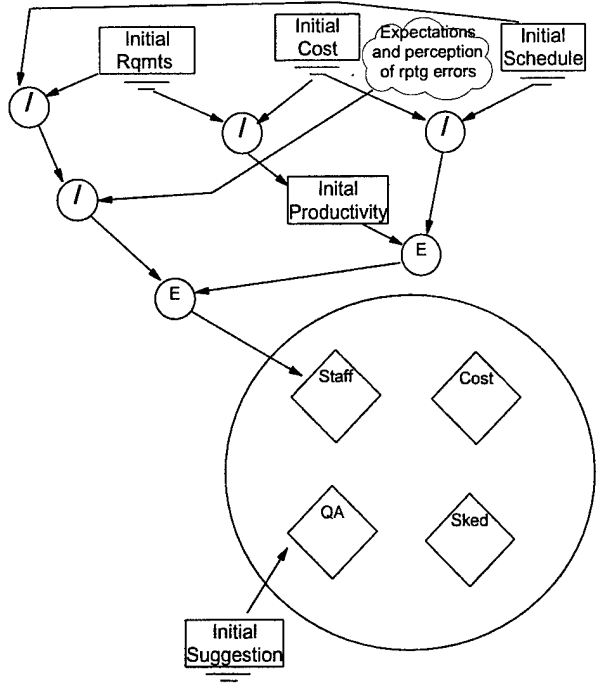 Initial
Rqmts
Initial
Cost
Expectations
and perception
of rptg errors
Initial
Schedule
/
/
/
/
Inital
Productivity
E
E
Staff
Cost
QA
Sked
Initial
Suggestion